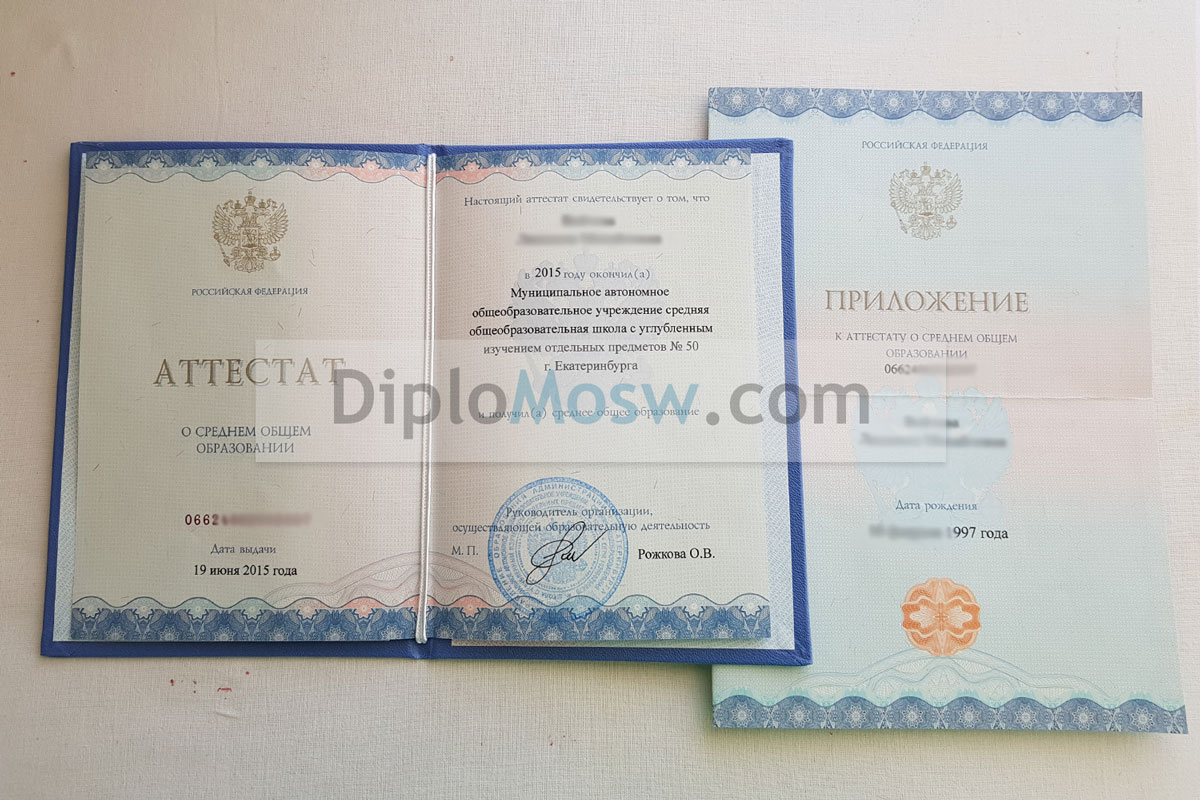 РОССИЙСКАЯ ФЕДЕРАЦИЯ
АТТЕСТАТ
О СРЕДНЕМ ОБЩЕМ
ОБРАЗОВАНИИ
0662
Дата выдачи
19 июня 2015 года
Настоящий аттестат свидетельствует о том, что
в 2015 году окончил(а)
Муниципальное автономное
общеобразовательное учреждение средняя
общеобразовательная школа с углубленным
изучением отдельных предметов № 50
г. Екатеринбурга
и получил(а) среднее общее образование
Руководитель организации,
осуществляющей образовательную деятельность
М. П.
Рожкова О.В.
РОССИЙСКАЯ ФЕДЕРАЦИЯ
ПРИЛОЖЕНИЕ
К АТТЕСТАТУ О СРЕДНЕМ ОБЩЕМ
ОБРАЗОВАНИИ
0662
Дата рождения
1997 года
DiploMosw.com